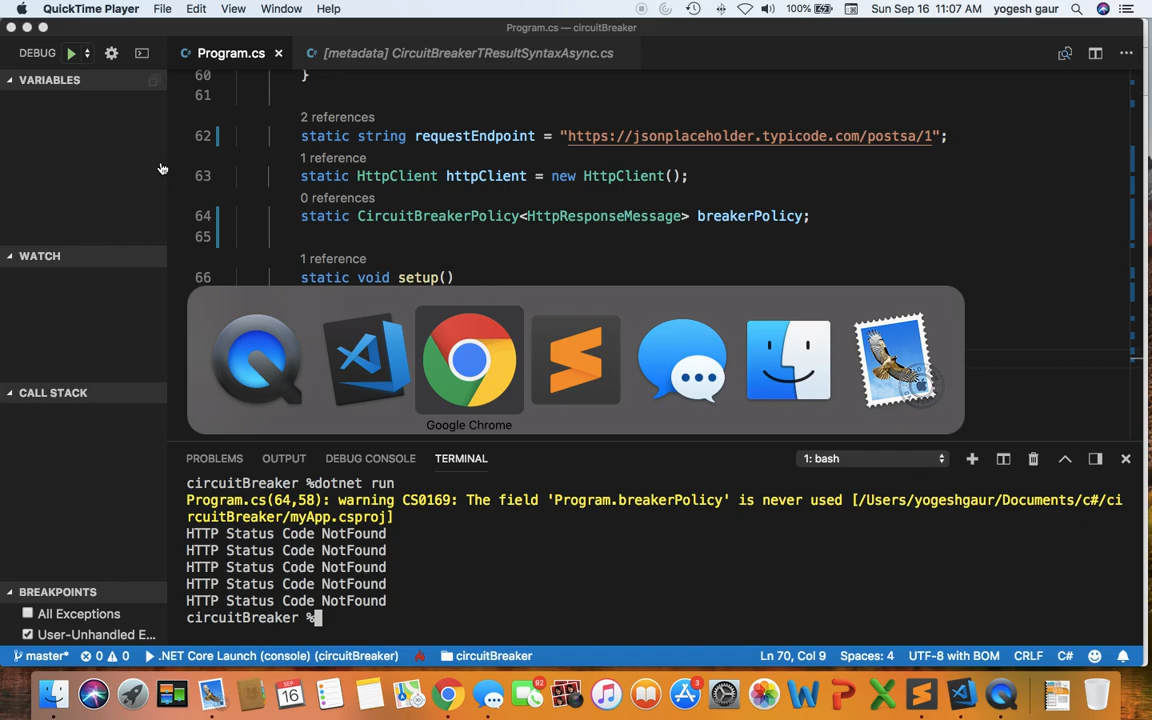 QuickTime Player File Edit View Window Help 100% Sun Sep 16 11:07 AM yogesh gaur
Program.cs — circuitBreaker
DEBUG Program.cs × [metadata] CircuitBreakerTResultSyntaxAsync.cs
VARIABLES
60 }
61
2 references
62 static string requestEndpoint = "https://jsonplaceholder.typicode.com/postsa/1";
1 reference
63 static HttpClient httpClient = new HttpClient();
0 references
64 static CircuitBreakerPolicy<HttpResponseMessage> breakerPolicy;
65
WATCH
1 reference
66 static void setup()
CALL STACK
Google Chrome
PROBLEMS OUTPUT DEBUG CONSOLE TERMINAL 1: bash
circuitBreaker %dotnet run
Program.cs(64,58): warning CS0169: The field 'Program.breakerPolicy' is never used [/Users/yogeshgaur/Documents/c#/ci
rcuitBreaker/myApp.csproj]
HTTP Status Code NotFound
HTTP Status Code NotFound
HTTP Status Code NotFound
HTTP Status Code NotFound
HTTP Status Code NotFound
circuitBreaker %
BREAKPOINTS
All Exceptions
User-Unhandled E...
master* 0 0 .NET Core Launch (console) (circuitBreaker) circuitBreaker Ln 70, Col 9 Spaces: 4 UTF-8 with BOM CRLF C#
16 92 3